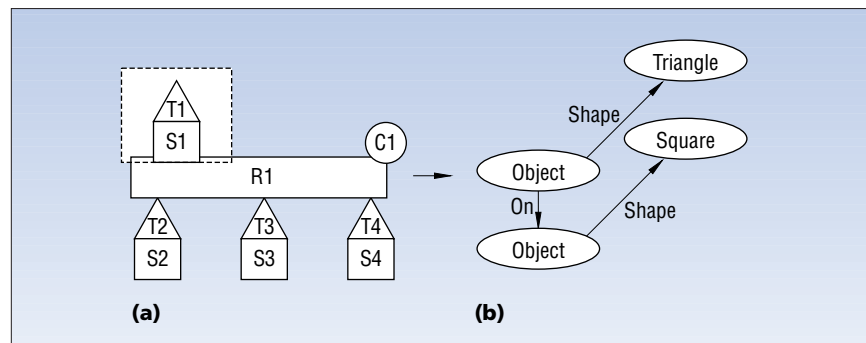 T1
S1
C1
R1
T2 T3 T4
S2 S3 S4
(a)
Triangle
Shape
Square
Object
On
Shape
Object
(b)